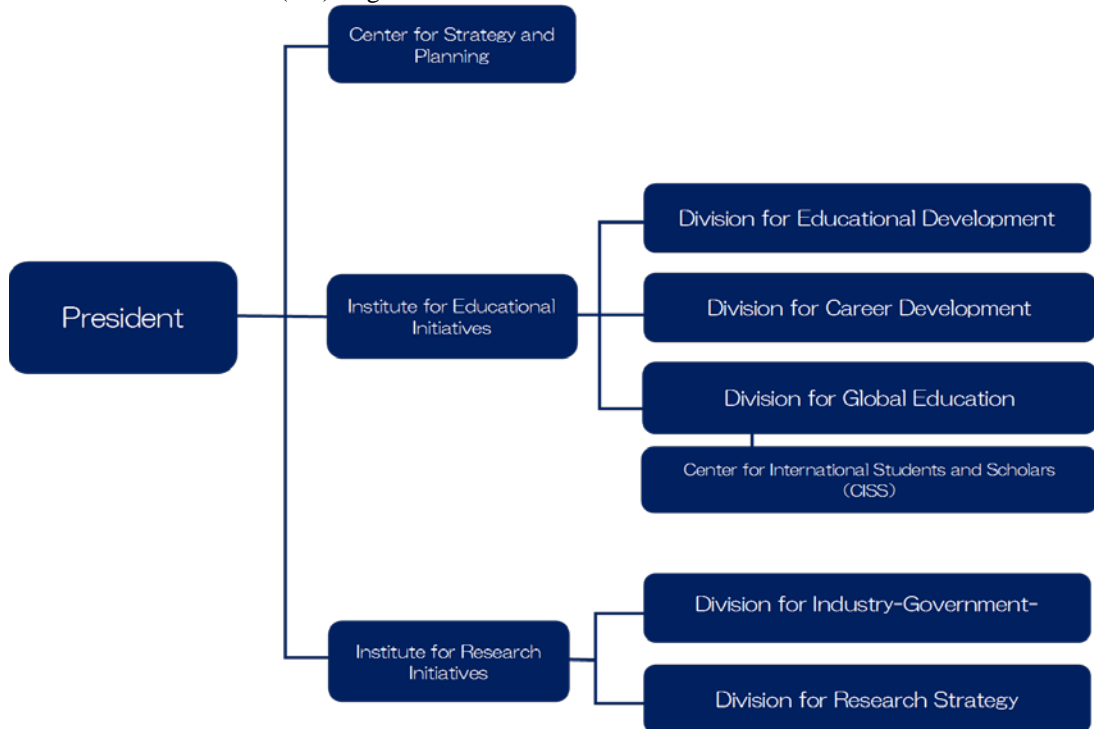 Center for Strategy and
Planning
Division for Educational Development
President
Institute for Educational
Initiatives
Division for Career Development
Division for Global Education
Center for International Students and Scholars
(CISS)
Institute for Research
Initiatives
Division for Industry-Government-
Division for Research Strategy